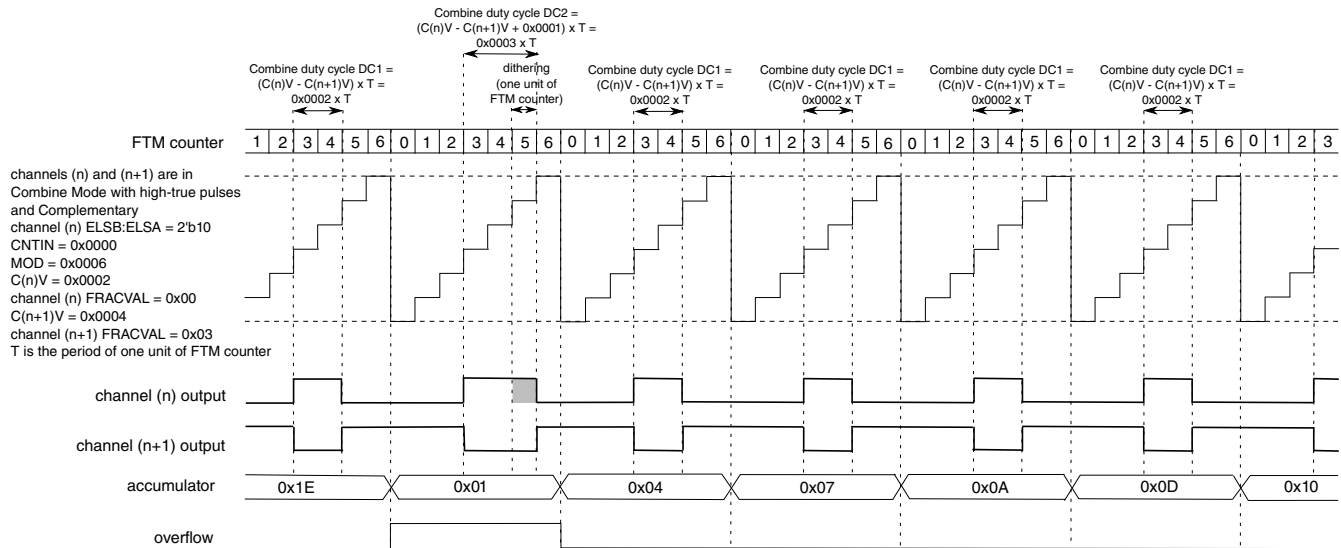 Combine duty cycle DC2 =
(C(n)V - C(n+1)V + 0x0001) x T =
0x0003 x T
dithering
(one unit of
FTM counter)
Combine duty cycle DC1 =
(C(n)V - C(n+1)V) x T =
0x0002 x T
Combine duty cycle DC1 =
(C(n)V - C(n+1)V) x T =
0x0002 x T
Combine duty cycle DC1 =
(C(n)V - C(n+1)V) x T =
0x0002 x T
Combine duty cycle DC1 =
(C(n)V - C(n+1)V) x T =
0x0002 x T
Combine duty cycle DC1 =
(C(n)V - C(n+1)V) x T =
0x0002 x T
FTM counter 1 2 3 4 5 6 0 1 2 3 4 5 6 0 1 2 3 4 5 6 0 1 2 3 4 5 6 0 1 2 3 4 5 6 0 1 2 3 4 5 6 0 1 2 3
channels (n) and (n+1) are in
Combine Mode with high-true pulses
and Complementary
channel (n) ELSB:ELSA = 2'b10
CNTIN = 0x0000
MOD = 0x0006
C(n)V = 0x0002
channel (n) FRACVAL = 0x00
C(n+1)V = 0x0004
channel (n+1) FRACVAL = 0x03
T is the period of one unit of FTM counter
channel (n) output
channel (n+1) output
accumulator 0x1E 0x01 0x04 0x07 0x0A 0x0D 0x10
overflow